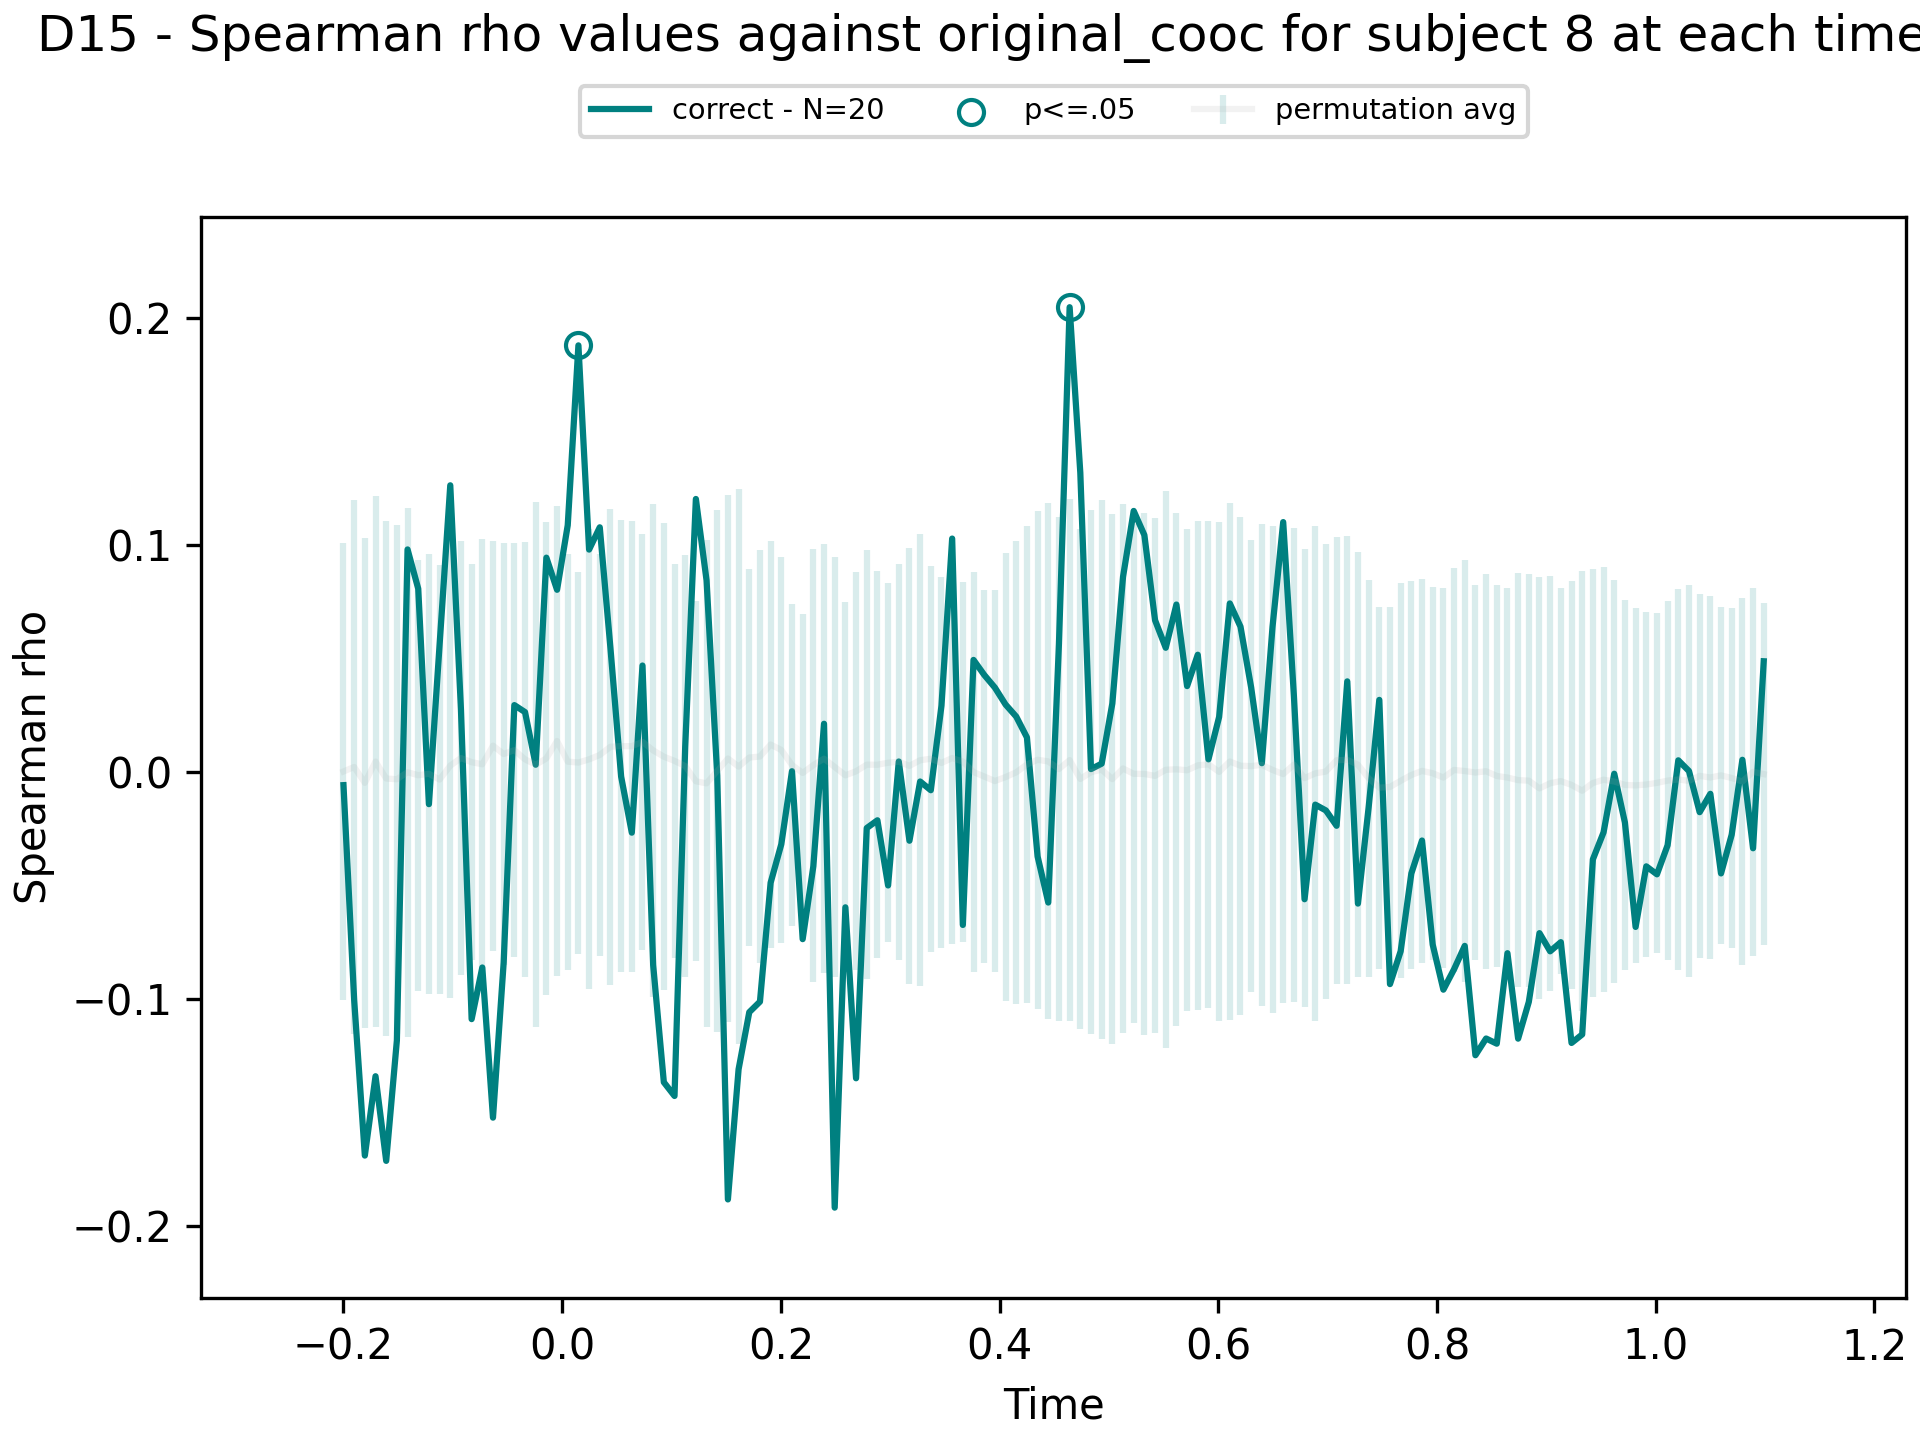 D15 - Spearman rho values against original_cooc for subject 8 at each time
correct - N=20 p<=.05 permutation avg
Spearman rho
0.2
0.1
0.0
−0.1
−0.2
−0.2 0.0 0.2 0.4 0.6 0.8 1.0 1.2
Time